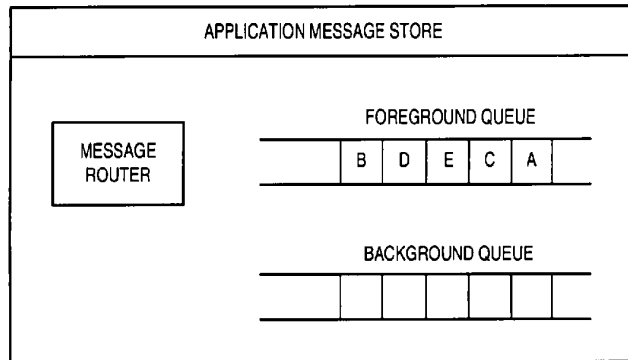 APPLICATION MESSAGE STORE
MESSAGE
ROUTER
FOREGROUND QUEUE
B D E C A
BACKGROUND QUEUE